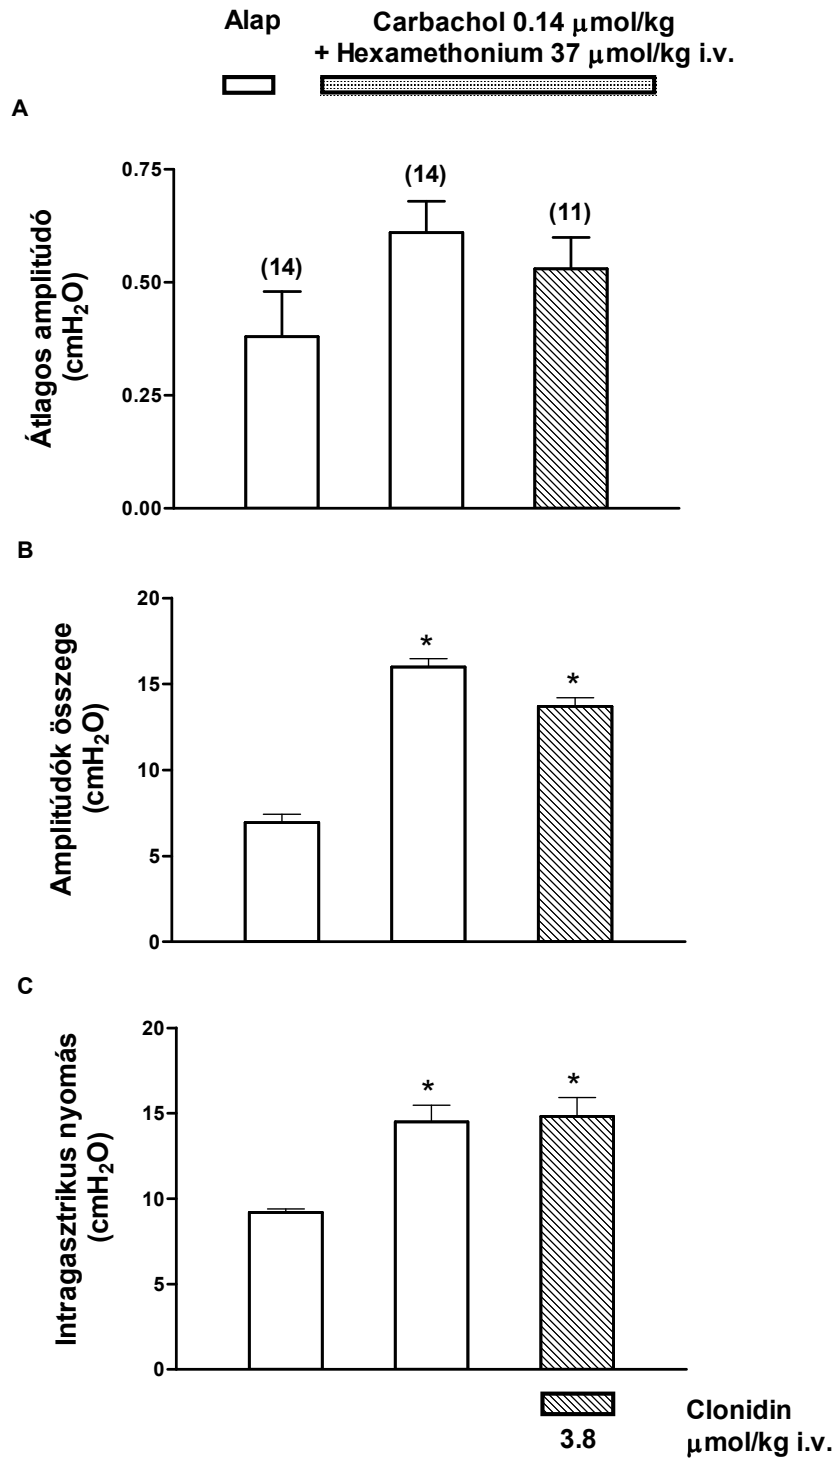 Alap
Carbachol 0.14 μmol/kg
+ Hexamethonium 37 μmol/kg i.v.
A
Átlagos amplitúdó
(cmH₂O)
0.75
0.50
0.25
0.00
(14)
(14)
(11)
B
Amplitúdók összege
(cmH₂O)
20
15
10
5
0
*
*
C
Intragasztrikus nyomás
(cmH₂O)
20
15
10
5
0
*
*
3.8
Clonidin
μmol/kg i.v.